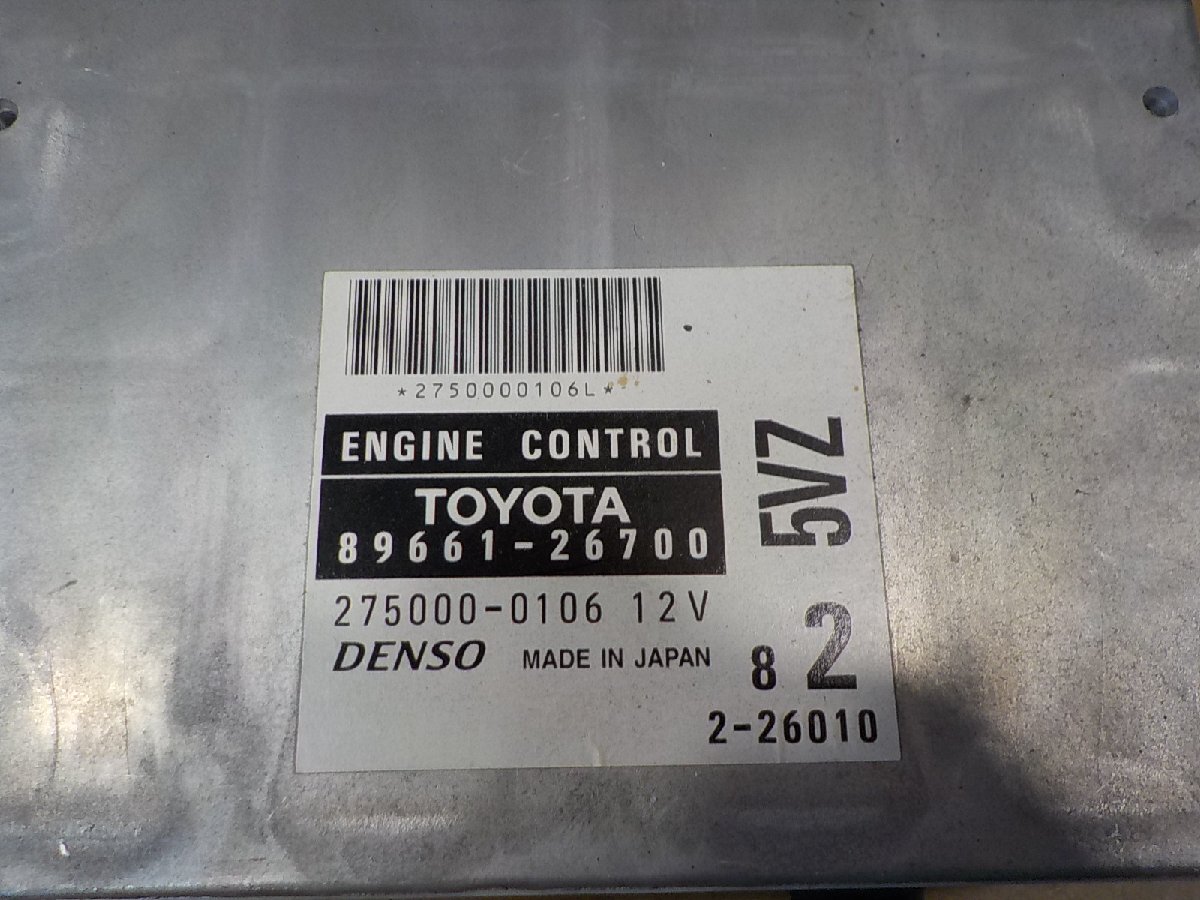 *2750000106L*
ENGINE CONTROL
TOYOTA
89661-26700
275000-0106 12V
DENSO MADE IN JAPAN
5VZ
8 2
2-26010